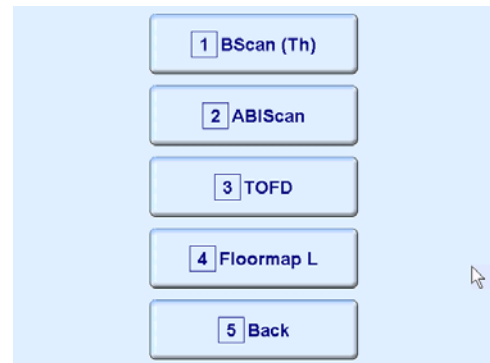 1 BScan (Th)
2 ABIScan
3 TOFD
4 Floormap L
5 Back